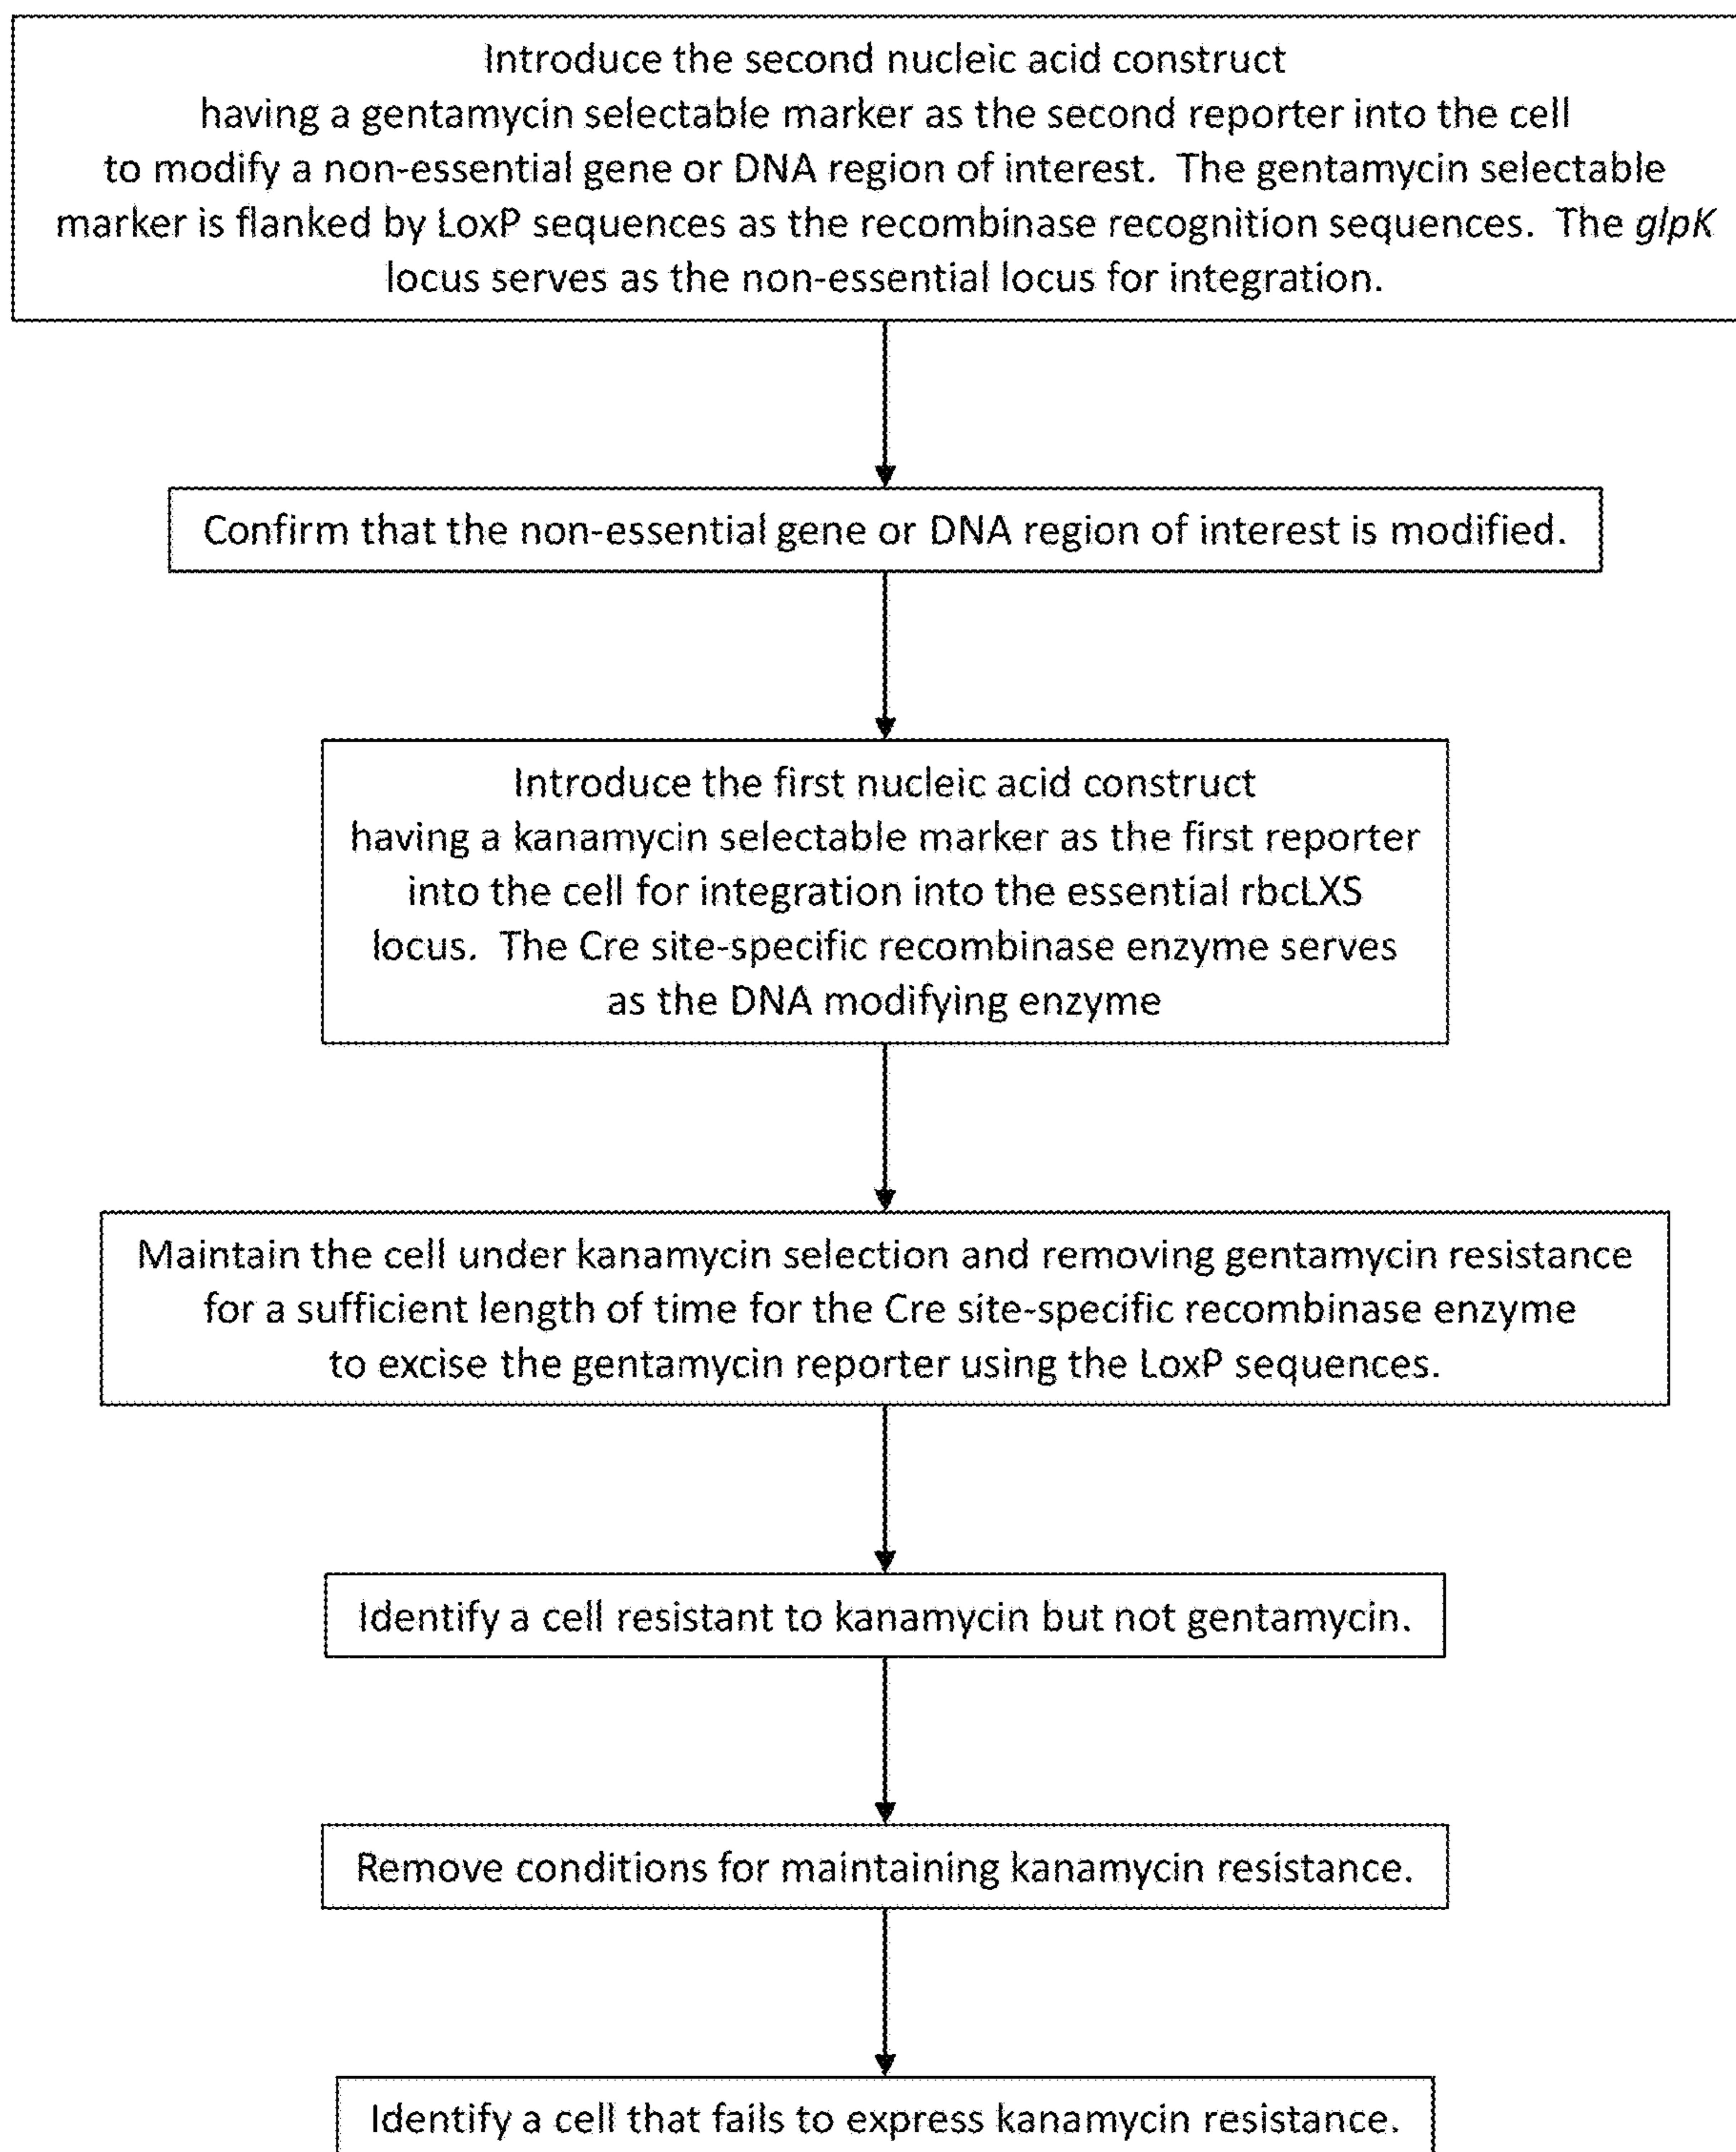 Introduce the second nucleic acid construct
having a gentamycin selectable marker as the second reporter into the cell
to modify a non-essential gene or DNA region of interest. The gentamycin selectable
marker is flanked by LoxP sequences as the recombinase recognition sequences. The glpK
locus serves as the non-essential locus for integration.
Confirm that the non-essential gene or DNA region of interest is modified.
Introduce the first nucleic acid construct
having a kanamycin selectable marker as the first reporter
into the cell for integration into the essential rbcLXS
locus. The Cre site-specific recombinase enzyme serves
as the DNA modifying enzyme
Maintain the cell under kanamycin selection and removing gentamycin resistance
for a sufficient length of time for the Cre site-specific recombinase enzyme
to excise the gentamycin reporter using the LoxP sequences.
Identify a cell resistant to kanamycin but not gentamycin.
Remove conditions for maintaining kanamycin resistance.
Identify a cell that fails to express kanamycin resistance.